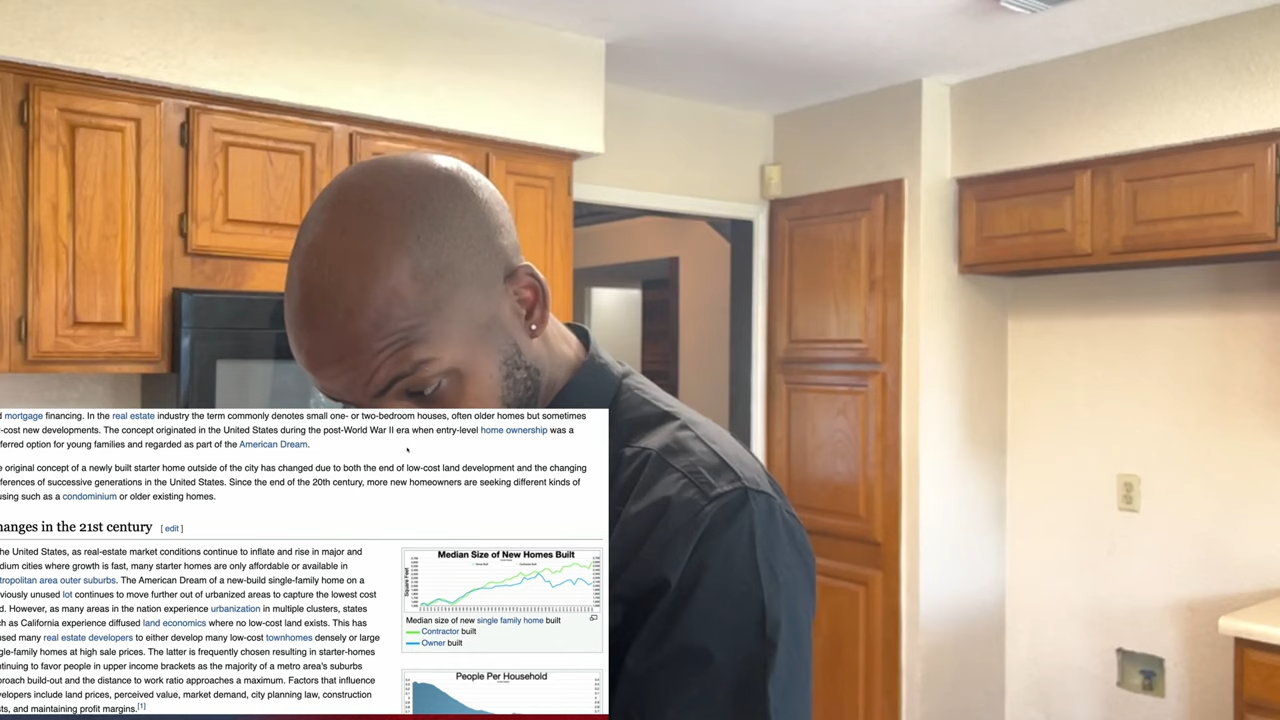 mortgage financing. In the real estate industry the term commonly denotes small one- or two-bedroom houses, often older homes but sometimes
-cost new developments. The concept originated in the United States during the post-World War II era when entry-level home ownership was a
ferred option for young families and regarded as part of the American Dream.
original concept of a newly built starter home outside of the city has changed due to both the end of low-cost land development and the changing
ferences of successive generations in the United States. Since the end of the 20th century, more new homeowners are seeking different kinds of
using such as a condominium or older existing homes.
hanges in the 21st century [ edit ]
he United States, as real-estate market conditions continue to inflate and rise in major and
dium cities where growth is fast, many starter homes are only affordable or available in
tropolitan area outer suburbs. The American Dream of a new-build single-family home on a
viously unused lot continues to move further out of urbanized areas to capture the lowest cost
d. However, as many areas in the nation experience urbanization in multiple clusters, states
ch as California experience diffused land economics where no low-cost land exists. This has
used many real estate developers to either develop many low-cost townhomes densely or large
gle-family homes at high sale prices. The latter is frequently chosen resulting in starter-homes
tinuing to favor people in upper income brackets as the majority of a metro area's suburbs
proach build-out and the distance to work ratio approaches a maximum. Factors that influence
velopers include land prices, perceived value, market demand, city planning law, construction
sts, and maintaining profit margins.[1]
Median Size of New Homes Built
Square Feet
Median size of new single family home built
Contractor built
Owner built
People Per Household